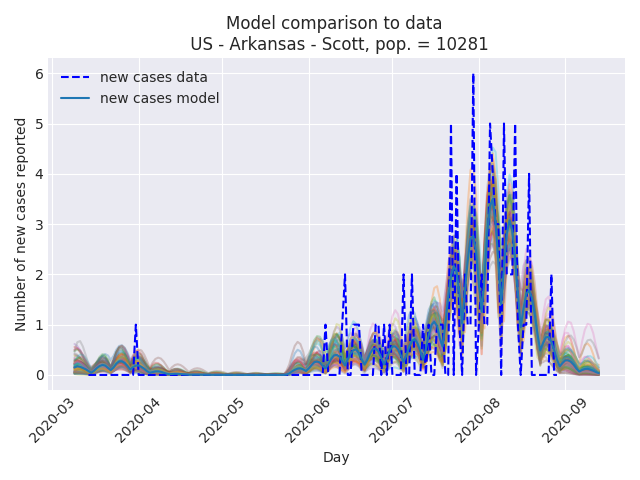 Model comparison to data
US - Arkansas - Scott, pop. = 10281
new cases data
new cases model
Number of new cases reported
6
5
4
3
2
1
0
2020-03
2020-04
2020-05
2020-06
2020-07
2020-08
2020-09
Day